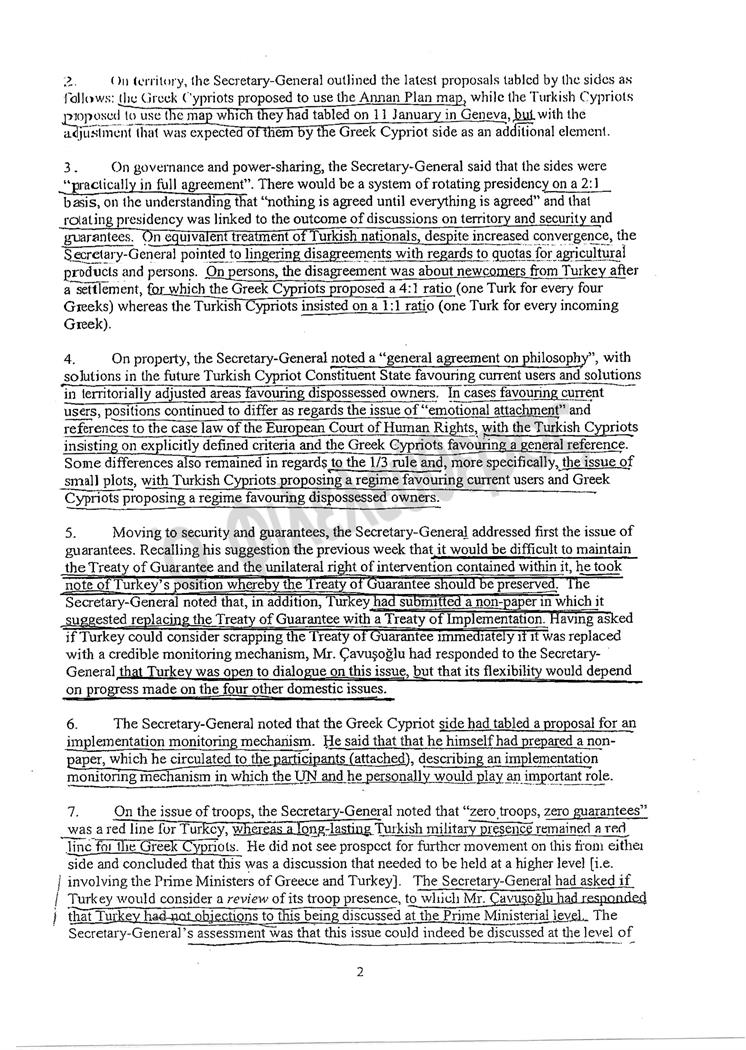 2. On territory, the Secretary-General outlined the latest proposals tabled by the sides as
follows: the Greek Cypriots proposed to use the Annan Plan map, while the Turkish Cypriots
proposed to use the map which they had tabled on 11 January in Geneva, but with the
adjustment that was expected of them by the Greek Cypriot side as an additional element.
3. On governance and power-sharing, the Secretary-General said that the sides were
“practically in full agreement”. There would be a system of rotating presidency on a 2:1
basis, on the understanding that “nothing is agreed until everything is agreed” and that
rotating presidency was linked to the outcome of discussions on territory and security and
guarantees. On equivalent treatment of Turkish nationals, despite increased convergence, the
Secretary-General pointed to lingering disagreements with regards to quotas for agricultural
products and persons. On persons, the disagreement was about newcomers from Turkey after
a settlement, for which the Greek Cypriots proposed a 4:1 ratio (one Turk for every four
Greeks) whereas the Turkish Cypriots insisted on a 1:1 ratio (one Turk for every incoming
Greek).
4. On property, the Secretary-General noted a “general agreement on philosophy”, with
solutions in the future Turkish Cypriot Constituent State favouring current users and solutions
in territorially adjusted areas favouring dispossessed owners. In cases favouring current
users, positions continued to differ as regards the issue of “emotional attachment” and
references to the case law of the European Court of Human Rights, with the Turkish Cypriots
insisting on explicitly defined criteria and the Greek Cypriots favouring a general reference.
Some differences also remained in regards to the 1/3 rule and, more specifically, the issue of
small plots, with Turkish Cypriots proposing a regime favouring current users and Greek
Cypriots proposing a regime favouring dispossessed owners.
5. Moving to security and guarantees, the Secretary-General addressed first the issue of
guarantees. Recalling his suggestion the previous week that it would be difficult to maintain
the Treaty of Guarantee and the unilateral right of intervention contained within it, he took
note of Turkey’s position whereby the Treaty of Guarantee should be preserved. The
Secretary-General noted that, in addition, Turkey had submitted a non-paper in which it
suggested replacing the Treaty of Guarantee with a Treaty of Implementation. Having asked
if Turkey could consider scrapping the Treaty of Guarantee immediately if it was replaced
with a credible monitoring mechanism, Mr. Çavuşoğlu had responded to the Secretary-
General that Turkey was open to dialogue on this issue, but that its flexibility would depend
on progress made on the four other domestic issues.
6. The Secretary-General noted that the Greek Cypriot side had tabled a proposal for an
implementation monitoring mechanism. He said that that he himself had prepared a non-
paper, which he circulated to the participants (attached), describing an implementation
monitoring mechanism in which the UN and he personally would play an important role.
7. On the issue of troops, the Secretary-General noted that “zero troops, zero guarantees”
was a red line for Turkey, whereas a long-lasting Turkish military presence remained a red
line for the Greek Cypriots. He did not see prospect for further movement on this from either
side and concluded that this was a discussion that needed to be held at a higher level [i.e.
involving the Prime Ministers of Greece and Turkey]. The Secretary-General had asked if
Turkey would consider a review of its troop presence, to which Mr. Çavuşoğlu had responded
that Turkey had not objections to this being discussed at the Prime Ministerial level. The
Secretary-General’s assessment was that this issue could indeed be discussed at the level of
2